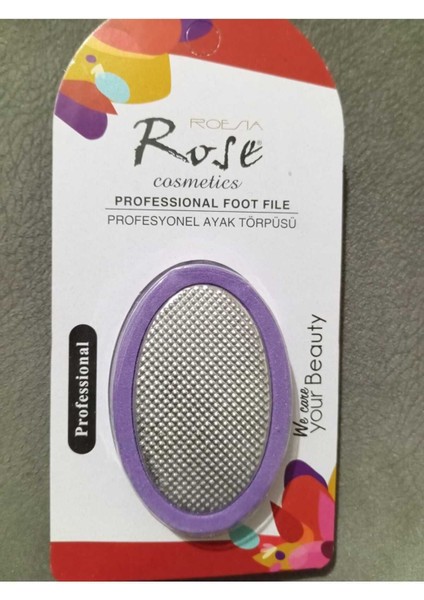 ROESIA
Rose®
cosmetics
PROFESSIONAL FOOT FILE
PROFESYONEL AYAK TÖRPÜSÜ
Professional
We care
your Beauty